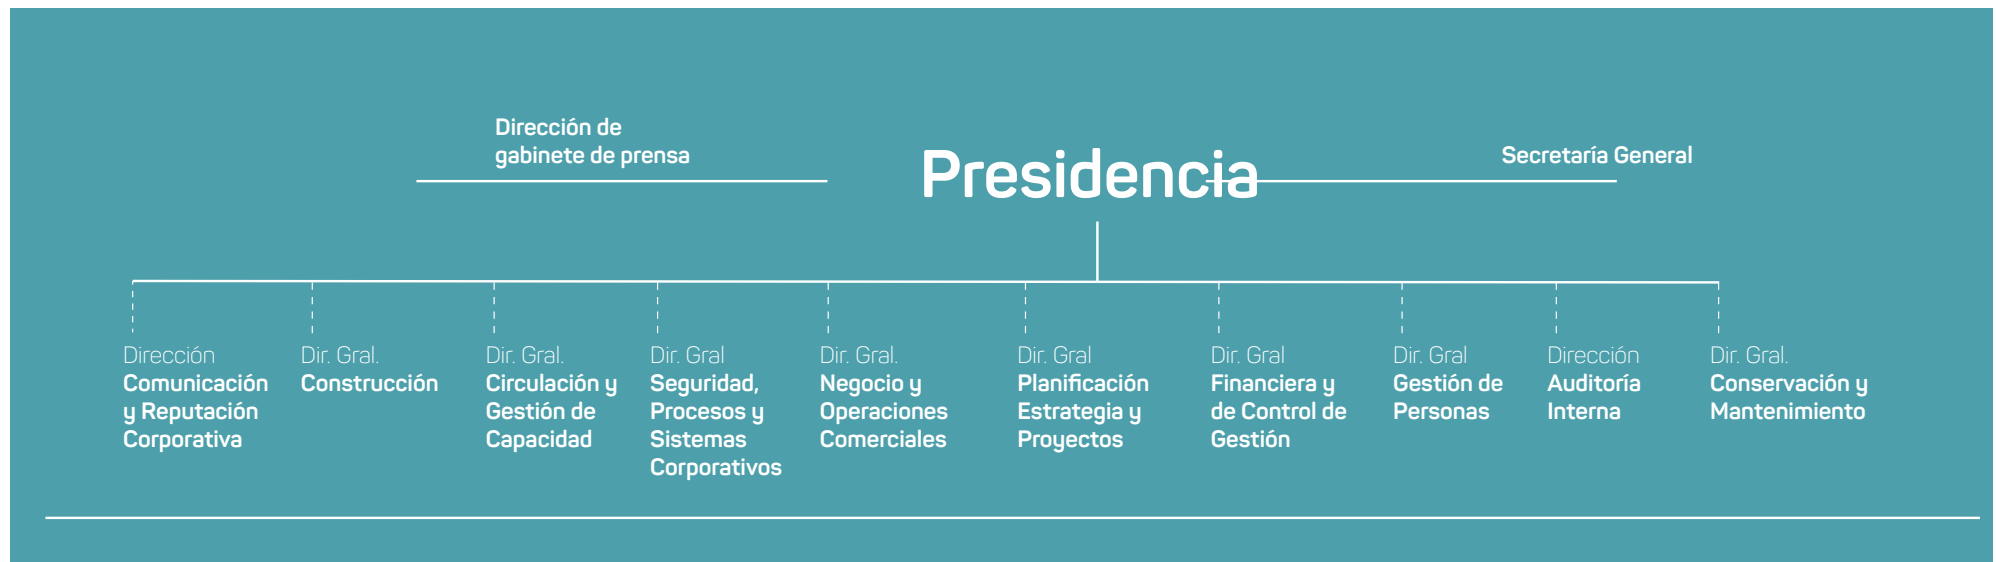 Dirección de
gabinete de prensa
Presidencia
Secretaría General
Dirección
Comunicación
y Reputación
Corporativa
Dir. Gral.
Construcción
Dir. Gral.
Circulación y
Gestión de
Capacidad
Dir. Gral
Seguridad,
Procesos y
Sistemas
Corporativos
Dir. Gral.
Negocio y
Operaciones
Comerciales
Dir. Gral
Planificación
Estrategia y
Proyectos
Dir. Gral
Financiera y
de Control de
Gestión
Dir. Gral
Gestión de
Personas
Dirección
Auditoría
Interna
Dir. Gral.
Conservación y
Mantenimiento